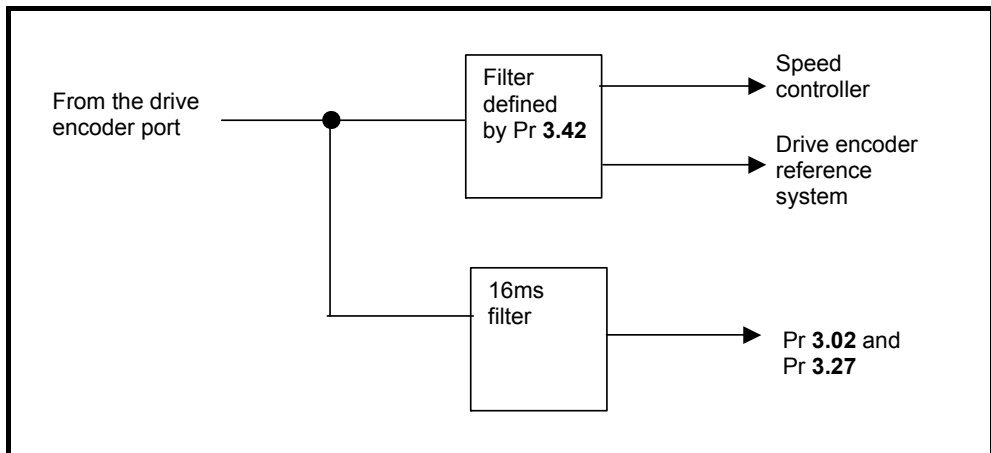 From the drive
encoder port
Filter
defined
by Pr 3.42
Speed
controller
Drive encoder
reference
system
16ms
filter
Pr 3.02 and
Pr 3.27